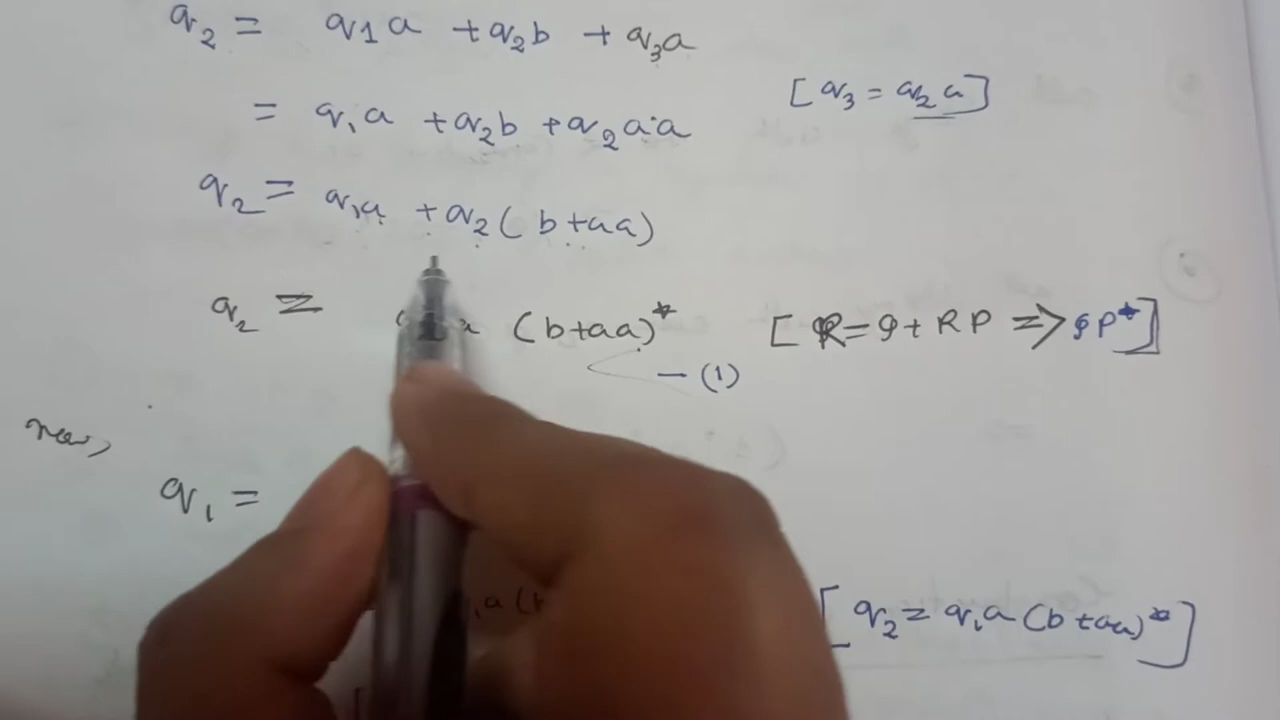 q₂ = q₁a + q₂b + q₃a
= q₁a + q₂b + q₂a·a [q₃ = q₂a]
q₂ = q₁a + q₂(b+aa)
q₂ = a (b+aa)* [R = Q + RP => QP*]
— (1)
now,
q₁ =
a(b
[q₂ = q₁a(b+aa)*]